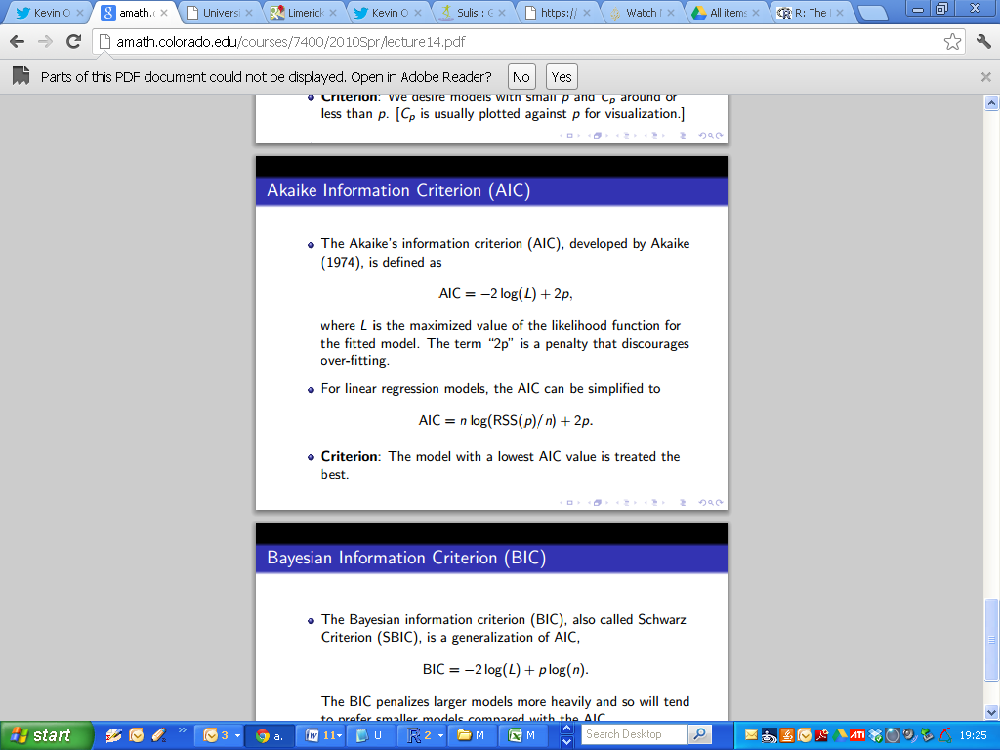 Kevin O
amath.
Universi
Limerick
Kevin O
Sulis : G
https:/
Watch
All items
R: The
amath.colorado.edu/courses/7400/2010Spr/lecture14.pdf
Parts of this PDF document could not be displayed. Open in Adobe Reader? No Yes
Criterion: We desire models with small p and Cp around or
less than p. [Cp is usually plotted against p for visualization.]
Akaike Information Criterion (AIC)
The Akaike's information criterion (AIC), developed by Akaike
(1974), is defined as
AIC = −2 log(L) + 2p,
where L is the maximized value of the likelihood function for
the fitted model. The term “2p” is a penalty that discourages
over-fitting.
For linear regression models, the AIC can be simplified to
AIC = n log(RSS(p)/n) + 2p.
Criterion: The model with a lowest AIC value is treated the
best.
Bayesian Information Criterion (BIC)
The Bayesian information criterion (BIC), also called Schwarz
Criterion (SBIC), is a generalization of AIC,
BIC = −2 log(L) + p log(n).
The BIC penalizes larger models more heavily and so will tend
to prefer smaller models compared with the AIC
start 3 a. 11 U 2 M M Search Desktop ATI 19:25